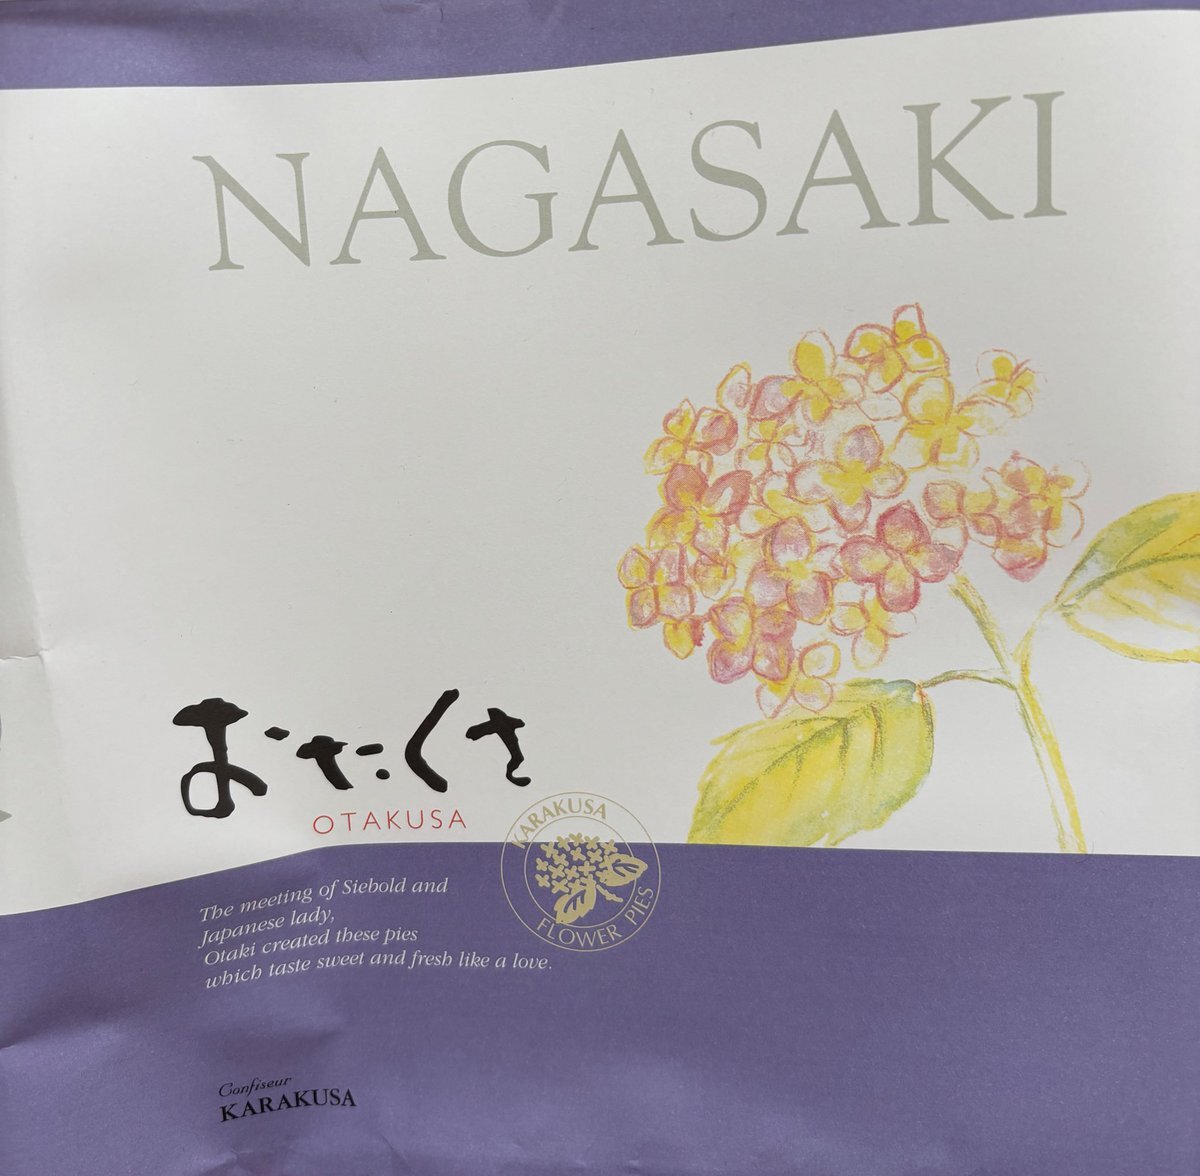 NAGASAKI
おたくさ
OTAKUSA
KARAKUSA
FLOWER PIES
The meeting of Siebold and
Japanese lady,
Otaki created these pies
which taste sweet and fresh like a love.
Confiseur
KARAKUSA